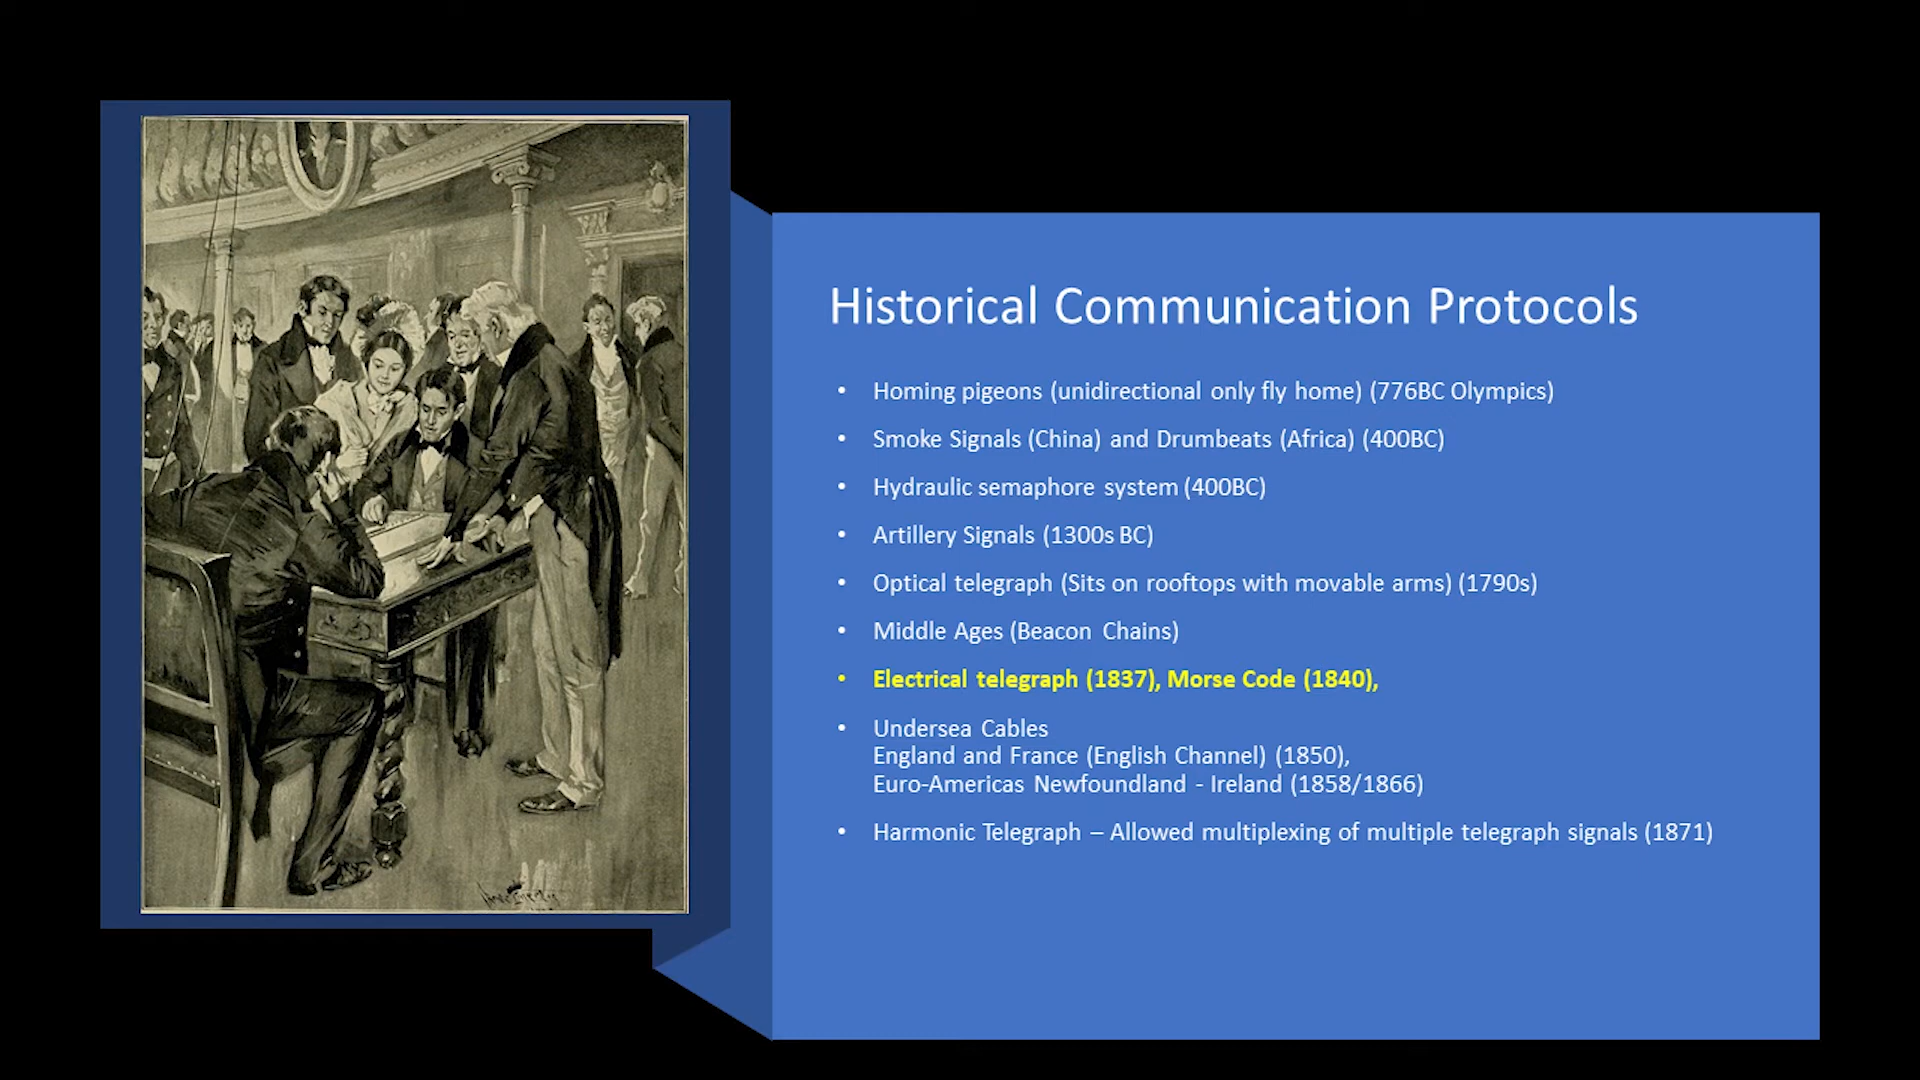 Historical Communication Protocols
• Homing pigeons (unidirectional only fly home) (776BC Olympics)
• Smoke Signals (China) and Drumbeats (Africa) (400BC)
• Hydraulic semaphore system (400BC)
• Artillery Signals (1300s BC)
• Optical telegraph (Sits on rooftops with movable arms) (1790s)
• Middle Ages (Beacon Chains)
• Electrical telegraph (1837), Morse Code (1840),
• Undersea Cables
England and France (English Channel) (1850),
Euro-Americas Newfoundland - Ireland (1858/1866)
• Harmonic Telegraph – Allowed multiplexing of multiple telegraph signals (1871)